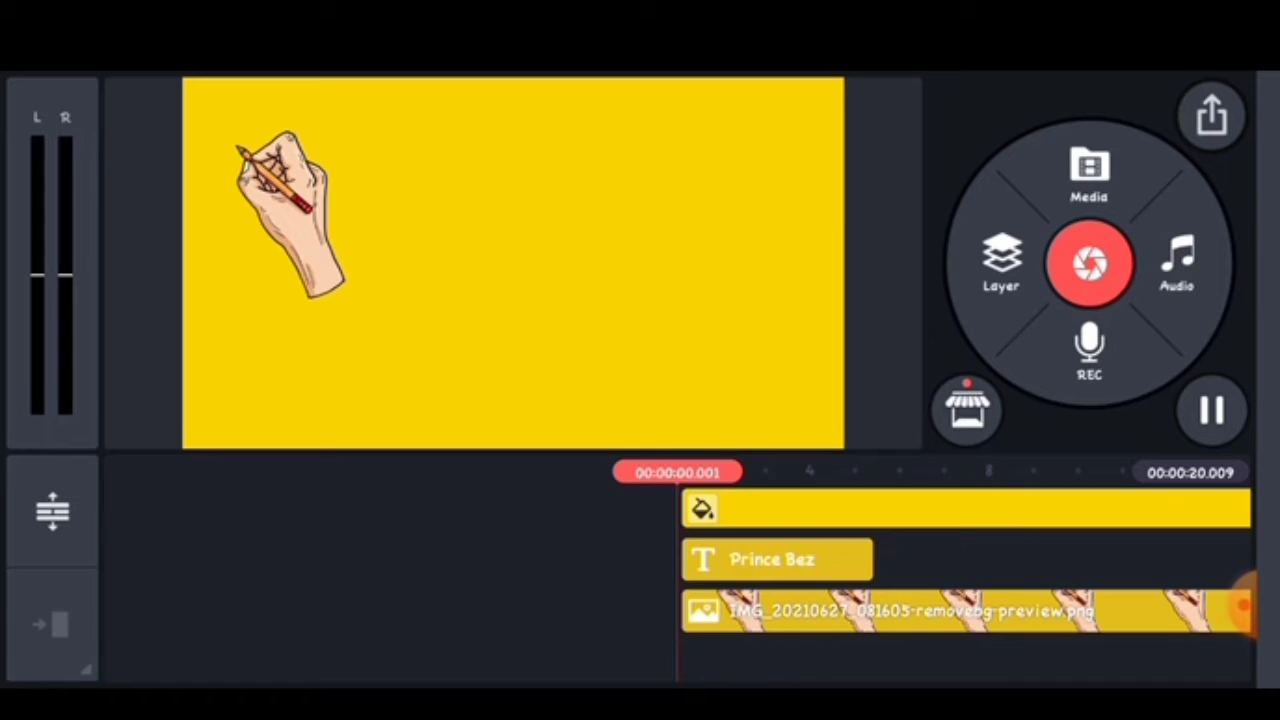 L R
Media
Layer
Audio
REC
00:00:00.001
4
8
00:00:20.009
T Prince Bez
IMG_20210627_081605-removebg-preview.png